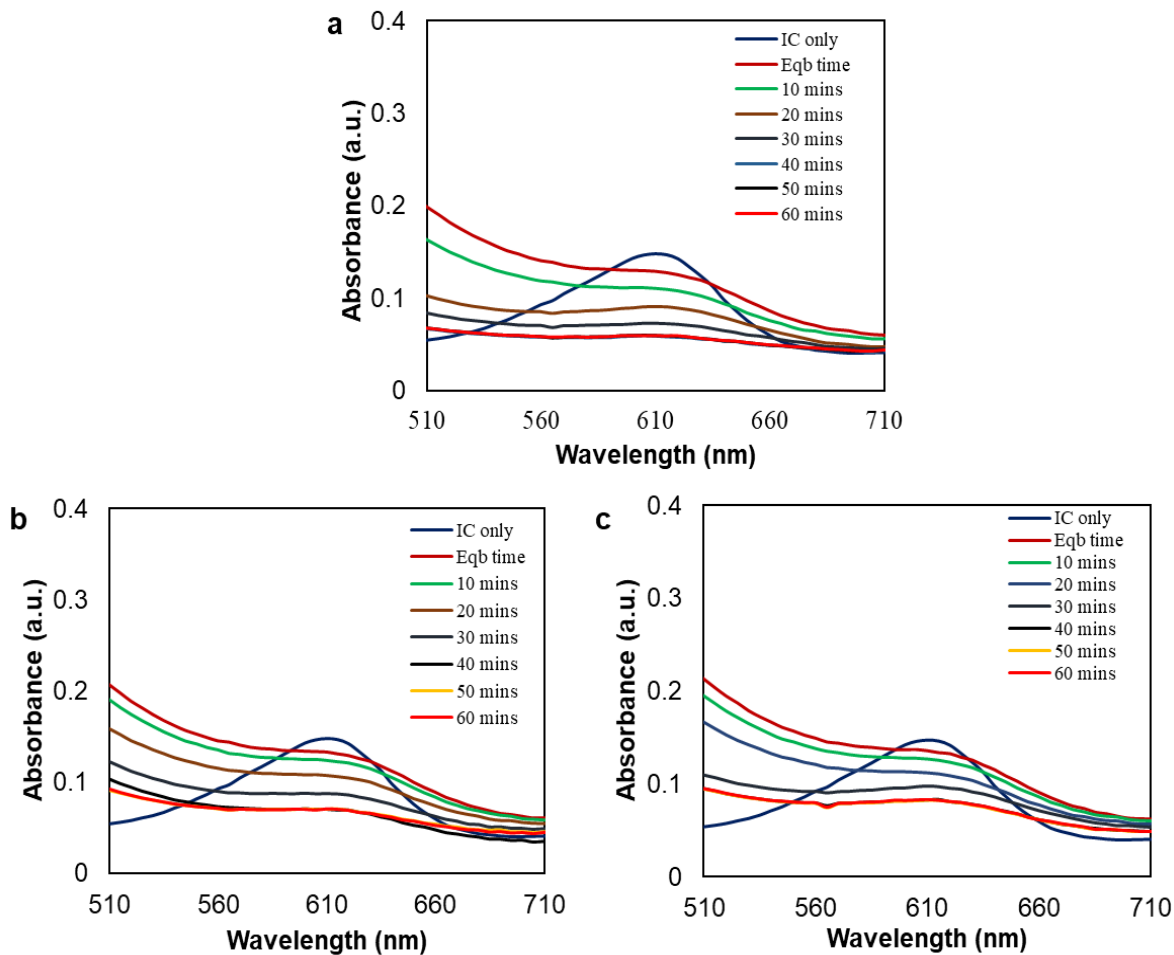 a
0.4
0.3
0.2
0.1
0
Absorbance (a.u.)
IC only
Eqb time
10 mins
20 mins
30 mins
40 mins
50 mins
60 mins
510 560 610 660 710
Wavelength (nm)
b
0.4
0.3
0.2
0.1
0
Absorbance (a.u.)
IC only
Eqb time
10 mins
20 mins
30 mins
40 mins
50 mins
60 mins
510 560 610 660 710
Wavelength (nm)
c
0.4
0.3
0.2
0.1
0
Absorbance (a.u.)
IC only
Eqb time
10 mins
20 mins
30 mins
40 mins
50 mins
60 mins
510 560 610 660 710
Wavelength (nm)